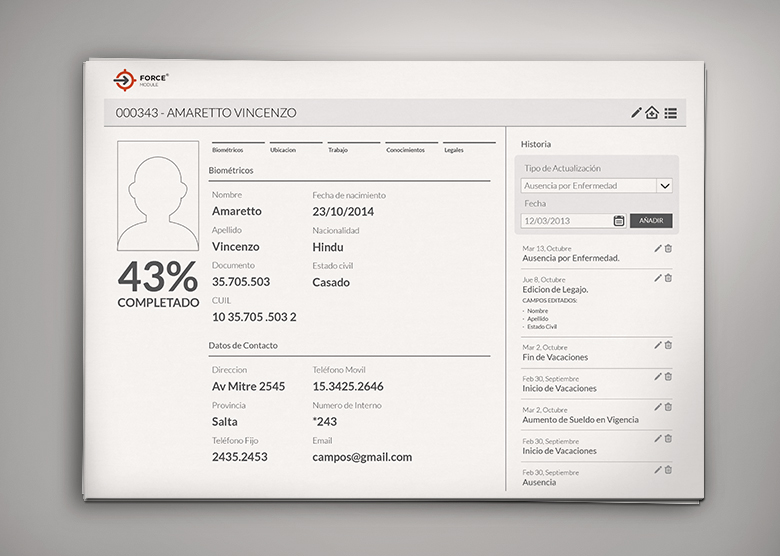 FORCE®
MODULE
000343 - AMARETTO VINCENZO
Biométricos
Ubicacion
Trabajo
Conocimientos
Legales
Biométricos
Nombre
Amaretto
Fecha de nacimiento
23/10/2014
Apellido
Vincenzo
Nacionalidad
Hindu
Documento
35.705.503
Estado civil
Casado
CUIL
10 35.705 .503 2
43%
COMPLETADO
Datos de Contacto
Direccion
Av Mitre 2545
Teléfono Movil
15.3425.2646
Provincia
Salta
Numero de Interno
*243
Teléfono Fijo
2435.2453
Email
campos@gmail.com
Historia
Tipo de Actualización
Ausencia por Enfermedad
Fecha
12/03/2013
AÑADIR
Mar 13, Octubre
Ausencia por Enfermedad.
Jue 8, Octubre
Edicion de Legajo.
CAMPOS EDITADOS:
- Nombre
- Apellido
- Estado Civil
Mar 2, Octubre
Fin de Vacaciones
Feb 30, Septiembre
Inicio de Vacaciones
Mar 2, Octubre
Aumento de Sueldo en Vigencia
Feb 30, Septiembre
Inicio de Vacaciones
Feb 30, Septiembre
Ausencia